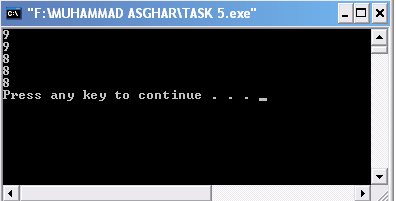 "F:\MUHAMMAD ASGHAR\TASK 5.exe"
9
9
8
8
8
Press any key to continue . . . _